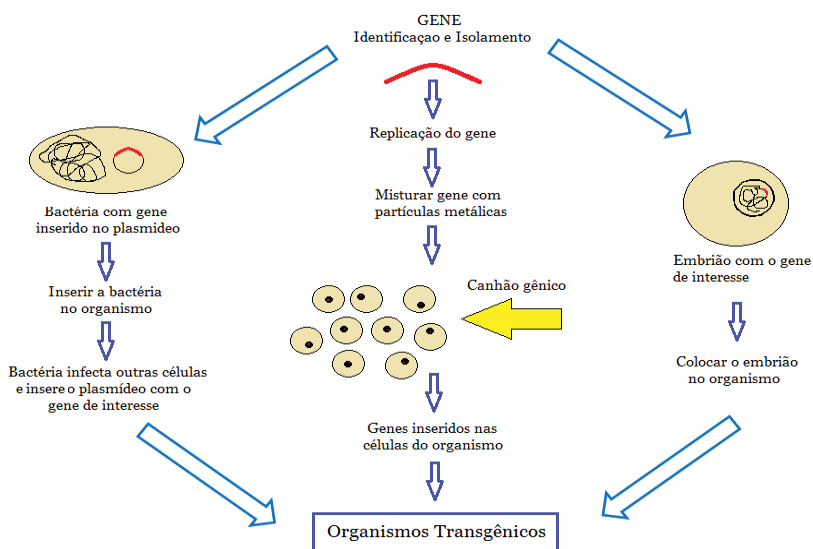 GENE
Identificaçao e Isolamento
Replicação do gene
Misturar gene com
partículas metálicas
Bactéria com gene
inserido no plasmideo
Inserir a bactéria
no organismo
Bactéria infecta outras células
e insere o plasmídeo com o
gene de interesse
Canhão gênico
Genes inseridos nas
células do organismo
Embrião com o gene
de interesse
Colocar o embrião
no organismo
Organismos Transgênicos